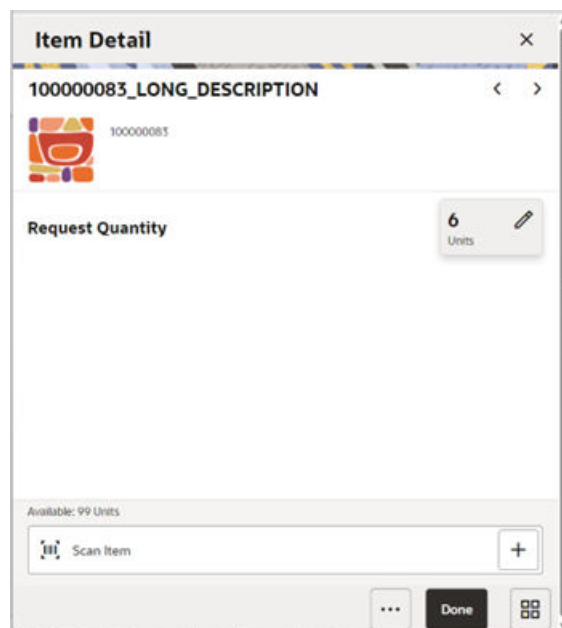 Item Detail
100000083_LONG_DESCRIPTION
100000083
Request Quantity
6
Units
Available: 99 Units
Scan Item
Done